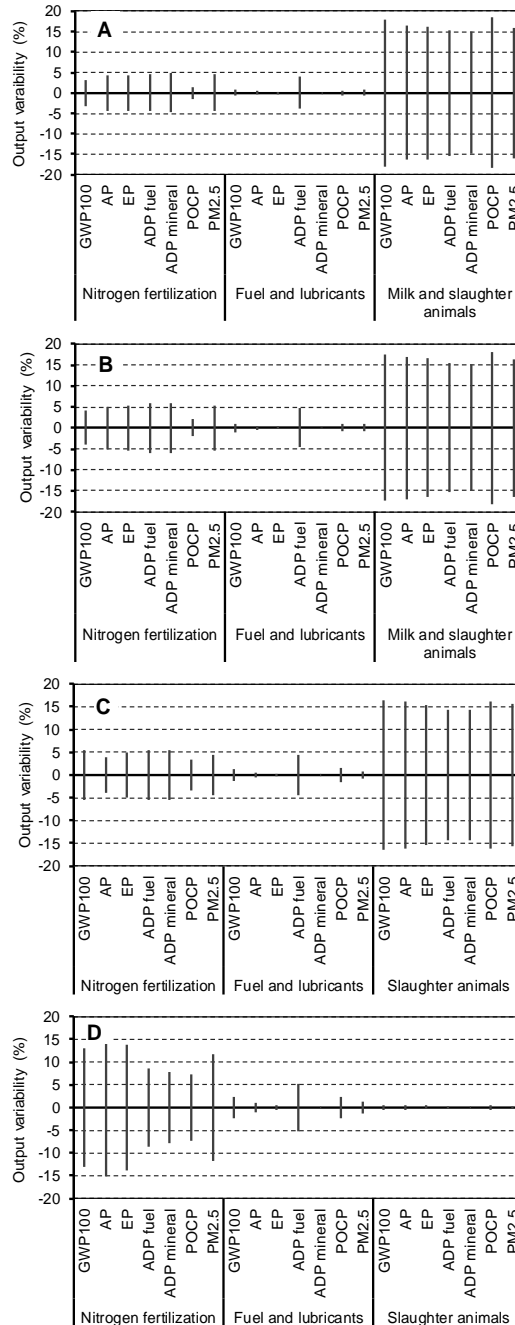 A
Output varaibility (%)
20
15
10
5
0
-5
-10
-15
-20
GWP100
AP
EP
ADP fuel
ADP mineral
POCP
PM2.5
GWP100
AP
EP
ADP fuel
ADP mineral
POCP
PM2.5
GWP100
AP
EP
ADP fuel
ADP mineral
POCP
PM2.5
Nitrogen fertilization
Fuel and lubricants
Milk and slaughter
animals
B
Output variability (%)
20
15
10
5
0
-5
-10
-15
-20
GWP100
AP
EP
ADP fuel
ADP mineral
POCP
PM2.5
GWP100
AP
EP
ADP fuel
ADP mineral
POCP
PM2.5
GWP100
AP
EP
ADP fuel
ADP mineral
POCP
PM2.5
Nitrogen fertilization
Fuel and lubricants
Milk and slaughter
animals
C
Output variability (%)
20
15
10
5
0
-5
-10
-15
-20
GWP100
AP
EP
ADP fuel
ADP mineral
POCP
PM2.5
GWP100
AP
EP
ADP fuel
ADP mineral
POCP
PM2.5
GWP100
AP
EP
ADP fuel
ADP mineral
POCP
PM2.5
Nitrogen fertilization
Fuel and lubricants
Slaughter animals
D
Output variability (%)
20
15
10
5
0
-5
-10
-15
-20
GWP100
AP
EP
ADP fuel
ADP mineral
POCP
PM2.5
GWP100
AP
EP
ADP fuel
ADP mineral
POCP
PM2.5
GWP100
AP
EP
ADP fuel
ADP mineral
POCP
PM2.5
Nitrogen fertilization
Fuel and lubricants
Slaughter animals